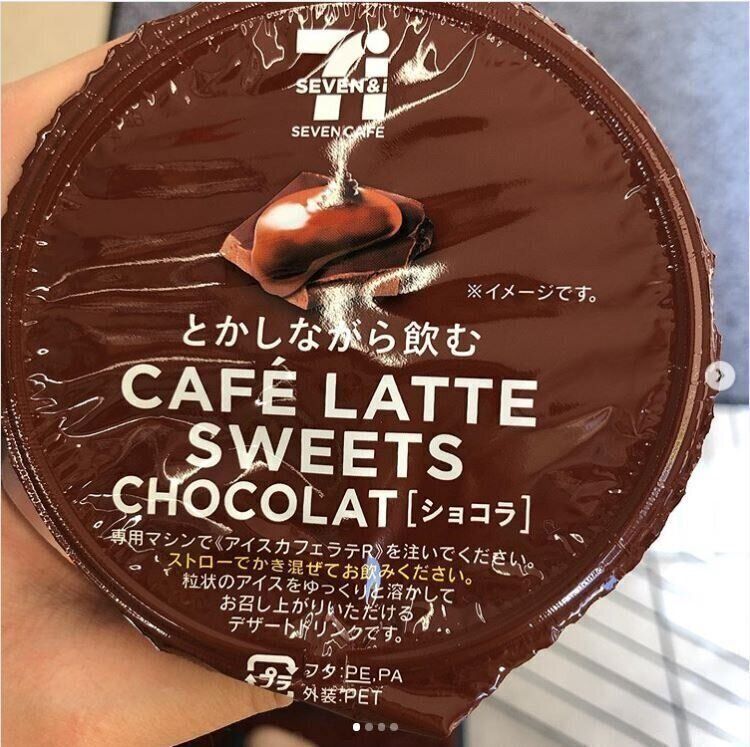 7i
SEVEN&i
SEVEN CAFÉ
※イメージです。
とかしながら飲む
CAFÉ LATTE
SWEETS
CHOCOLAT[ショコラ]
専用マシンで《アイスカフェラテR》を注いでください。
ストローでかき混ぜてお飲みください。
粒状のアイスをゆっくりと溶かして
お召し上がりいただける
デザートドリンクです。
プラ
フタ:PE,PA
外装:PET